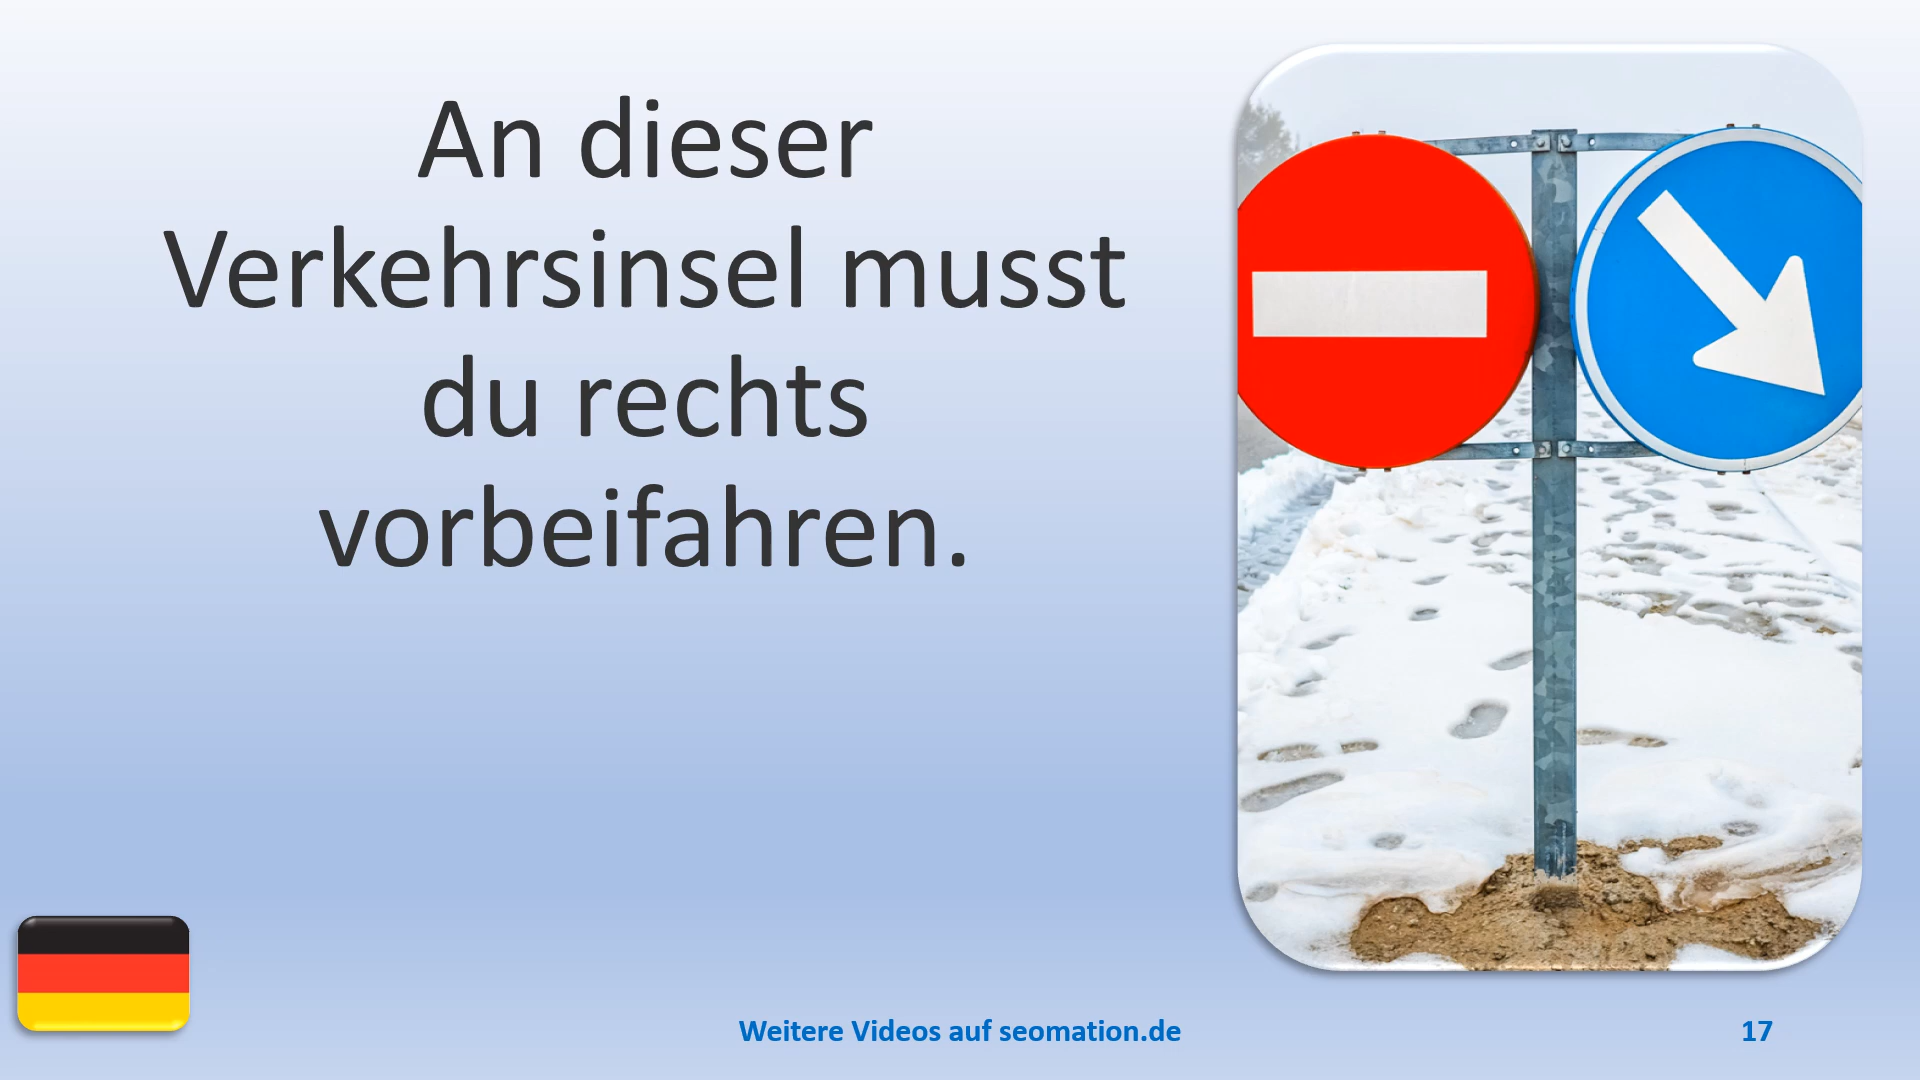 An dieser
Verkehrsinsel musst
du rechts
vorbeifahren.
Weitere Videos auf seomation.de
17